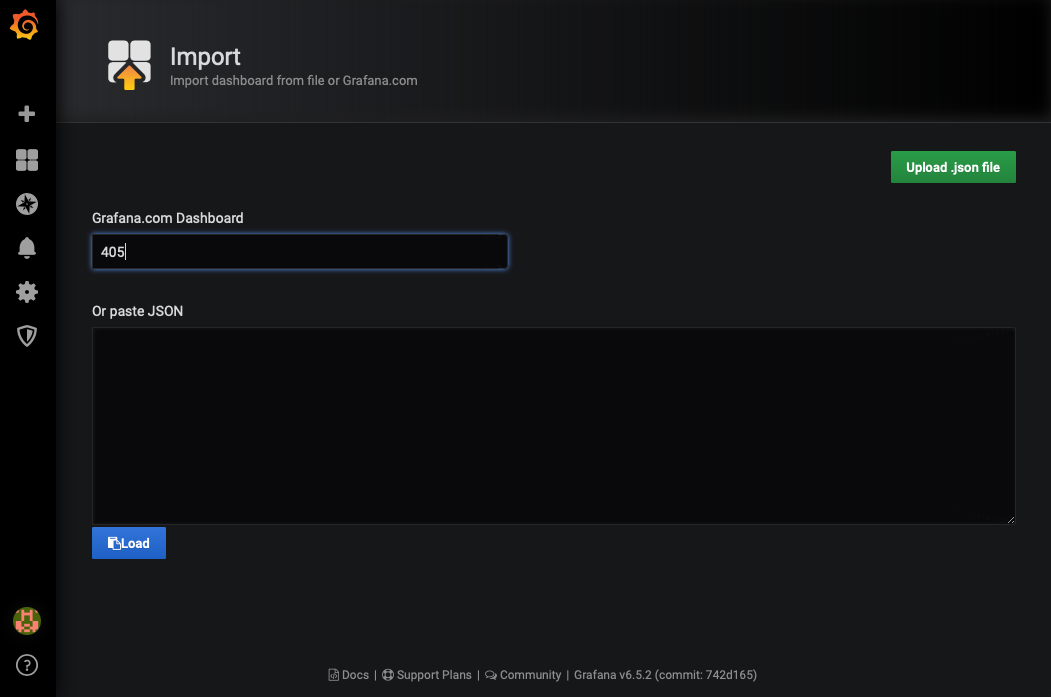 Import
Import dashboard from file or Grafana.com
Upload .json file
Grafana.com Dashboard
405
Or paste JSON
Load
Docs | Support Plans | Community | Grafana v6.5.2 (commit: 742d165)